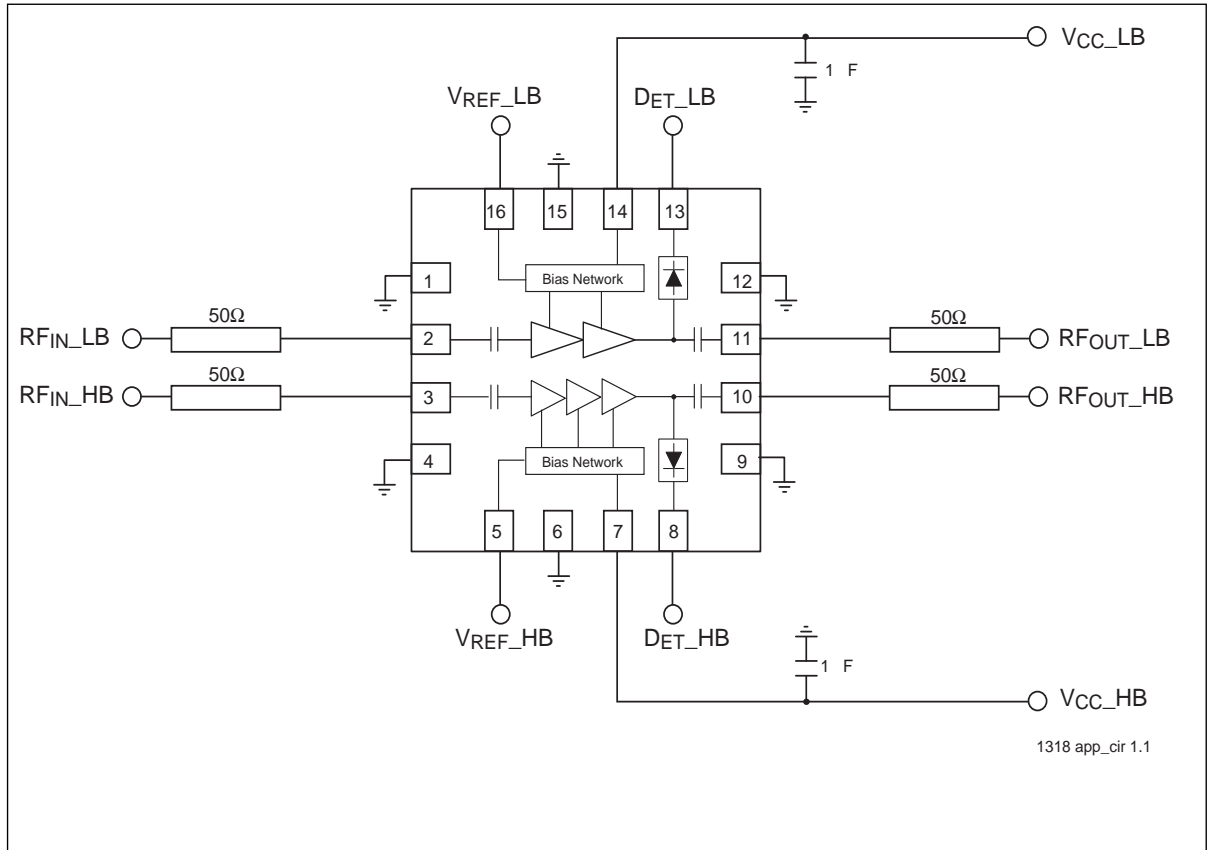 VCC_LB
1 F
VREF_LB
DET_LB
16
15
14
13
Bias Network
1
12
50Ω
50Ω
RFIN_LB
2
11
RFOUT_LB
50Ω
50Ω
RFIN_HB
3
10
RFOUT_HB
4
Bias Network
9
5
6
7
8
VREF_HB
DET_HB
1 F
VCC_HB
1318 app_cir 1.1